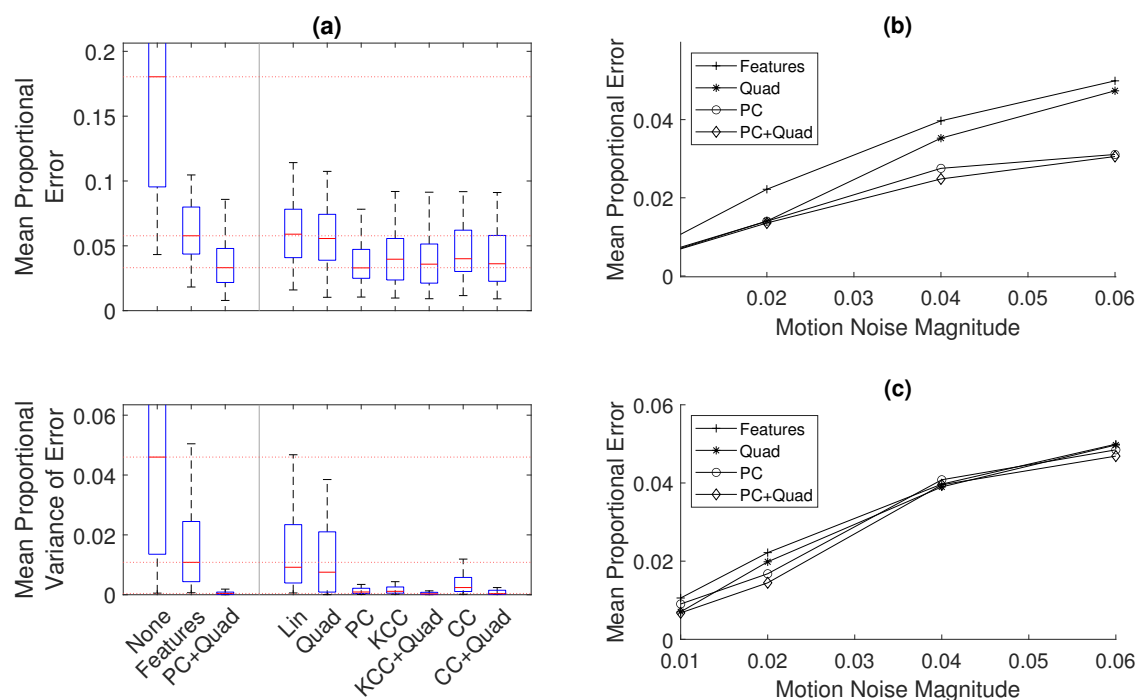 (a)
Mean Proportional
Error
0.2
0.15
0.1
0.05
0
Mean Proportional
Variance of Error
0.06
0.04
0.02
0
None
Features
PC+Quad
Lin
Quad
PC
KCC
KCC+Quad
CC
CC+Quad
(b)
Mean Proportional Error
0.04
0.02
0
Features
Quad
PC
PC+Quad
0.02 0.03 0.04 0.05 0.06
Motion Noise Magnitude
(c)
Mean Proportional Error
0.06
0.04
0.02
0
Features
Quad
PC
PC+Quad
0.01 0.02 0.03 0.04 0.05 0.06
Motion Noise Magnitude